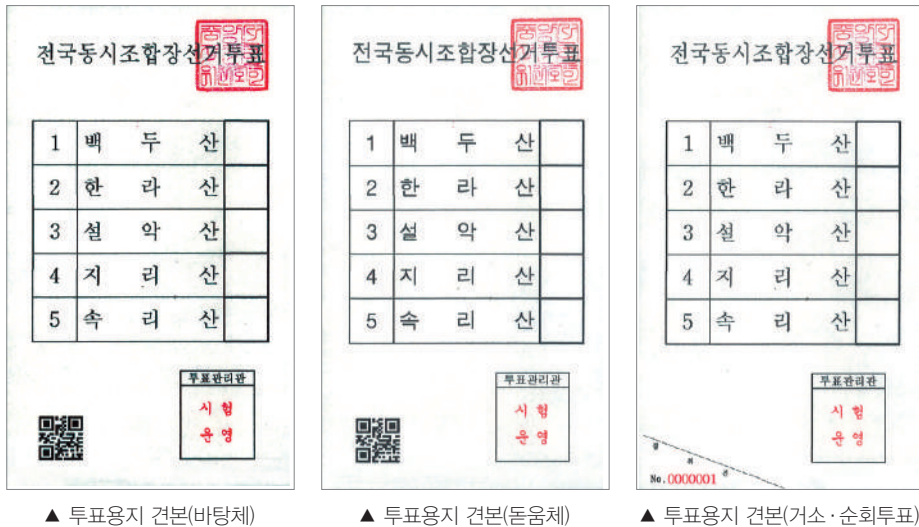 전국동시조합장선거투표
1 백 두 산
2 한 라 산
3 설 악 산
4 지 리 산
5 속 리 산
투표관리관
시 험
운 영
▲ 투표용지 견본(바탕체)
전국동시조합장선거투표
1 백 두 산
2 한 라 산
3 설 악 산
4 지 리 산
5 속 리 산
투표관리관
시 험
운 영
▲ 투표용지 견본(돋움체)
전국동시조합장선거투표
1 백 두 산
2 한 라 산
3 설 악 산
4 지 리 산
5 속 리 산
투표관리관
시 험
운 영
No.0000001
▲ 투표용지 견본(거소·순회투표)